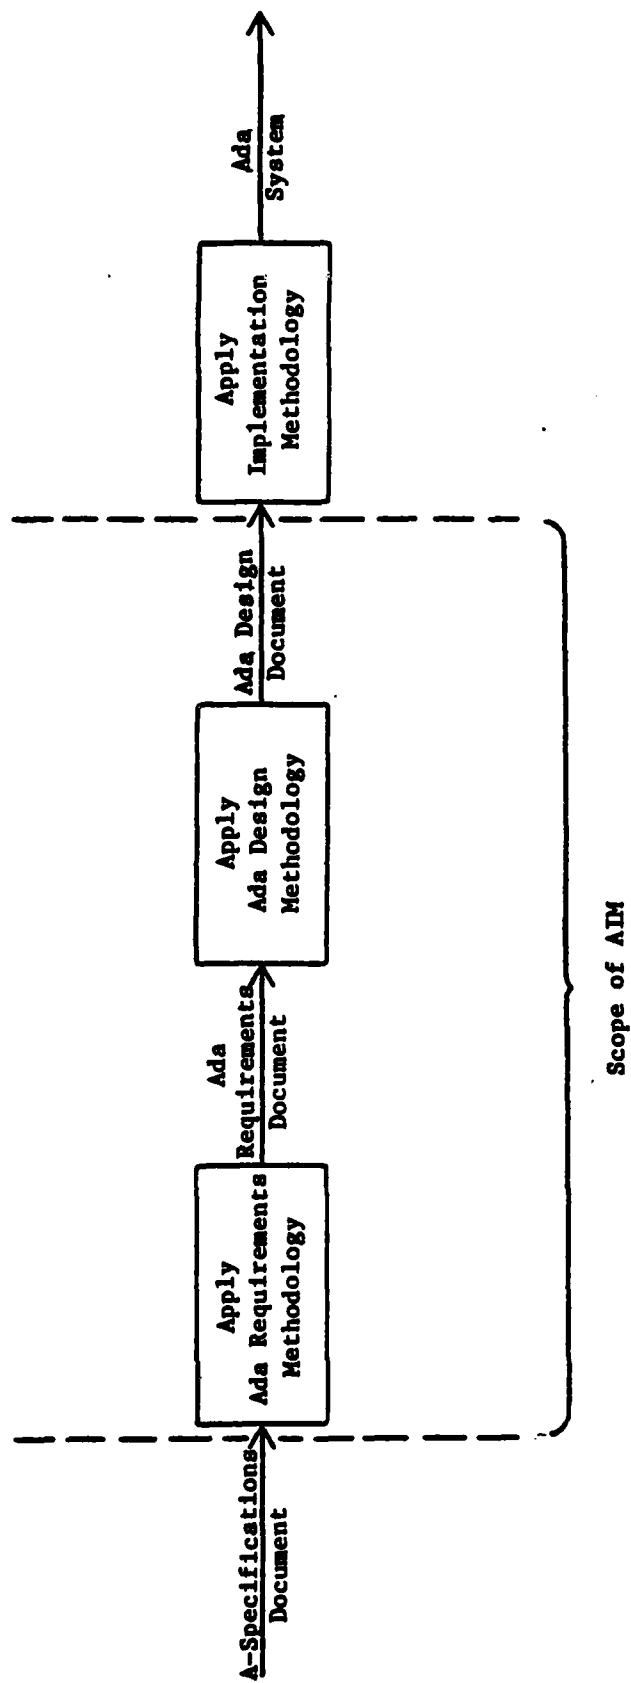 A-Specifications
Document
Apply
Ada Requirements
Methodology
Ada
Requirements
Document
Apply
Ada Design
Methodology
Ada Design
Document
Apply
Implementation
Methodology
Ada
System
Scope of AIM